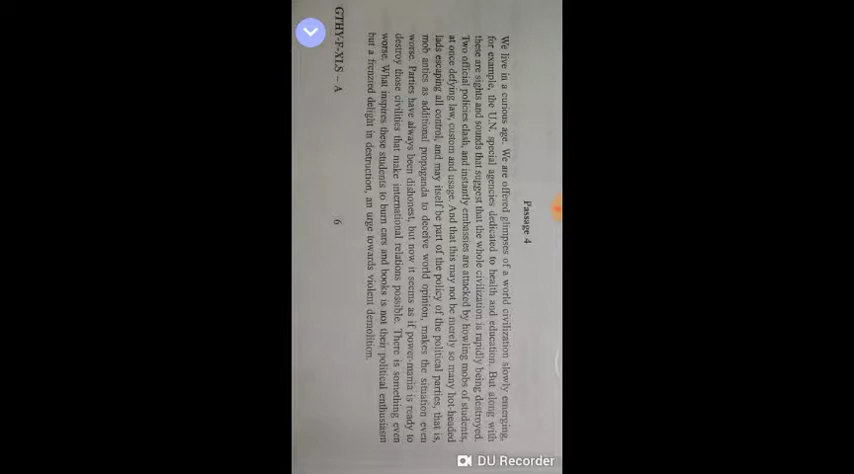 Passage 4
We live in a curious age. We are offered glimpses of a world civilization slowly emerging,
for example, the U.N. special agencies dedicated to health and education. But along with
these are sights and sounds that suggest that the whole civilization is rapidly being destroyed.
Two official policies clash, and instantly embassies are attacked by howling mobs of students,
at once defying law, custom and usage. And that this may not be merely so many hot-headed
lads escaping all control, and may itself be part of the policy of the political parties, that is,
mob antics as additional propaganda to deceive world opinion, makes the situation even
worse. Parties have always been dishonest, but now it seems as if power-mania is ready to
destroy those civilities that make international relations possible. There is something even
worse. What inspires these students to burn cars and books is not their political enthusiasm
but a frenzied delight in destruction, an urge towards violent demolition.
GTHY-F-XLS – A
6
DU Recorder